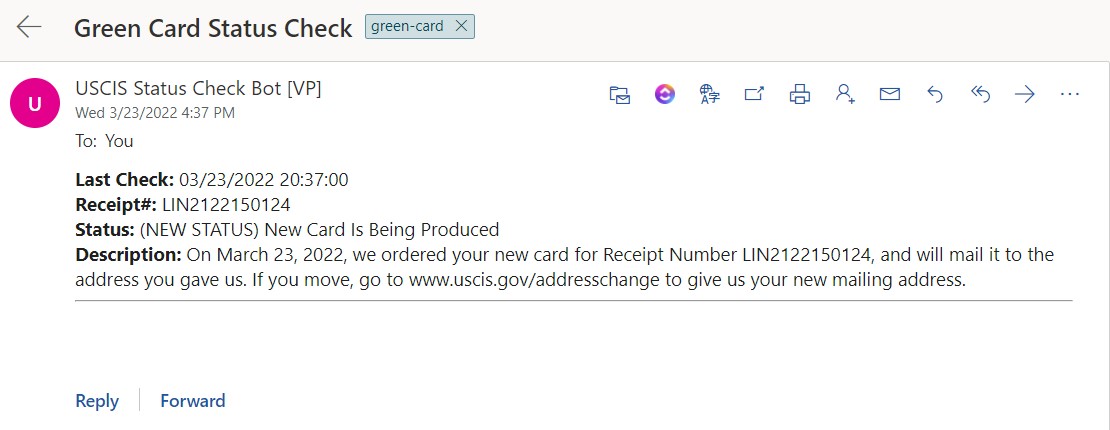 Green Card Status Check green-card
U
USCIS Status Check Bot [VP]
Wed 3/23/2022 4:37 PM
To: You
Last Check: 03/23/2022 20:37:00
Receipt#: LIN2122150124
Status: (NEW STATUS) New Card Is Being Produced
Description: On March 23, 2022, we ordered your new card for Receipt Number LIN2122150124, and will mail it to the
address you gave us. If you move, go to www.uscis.gov/addresschange to give us your new mailing address.
Reply Forward